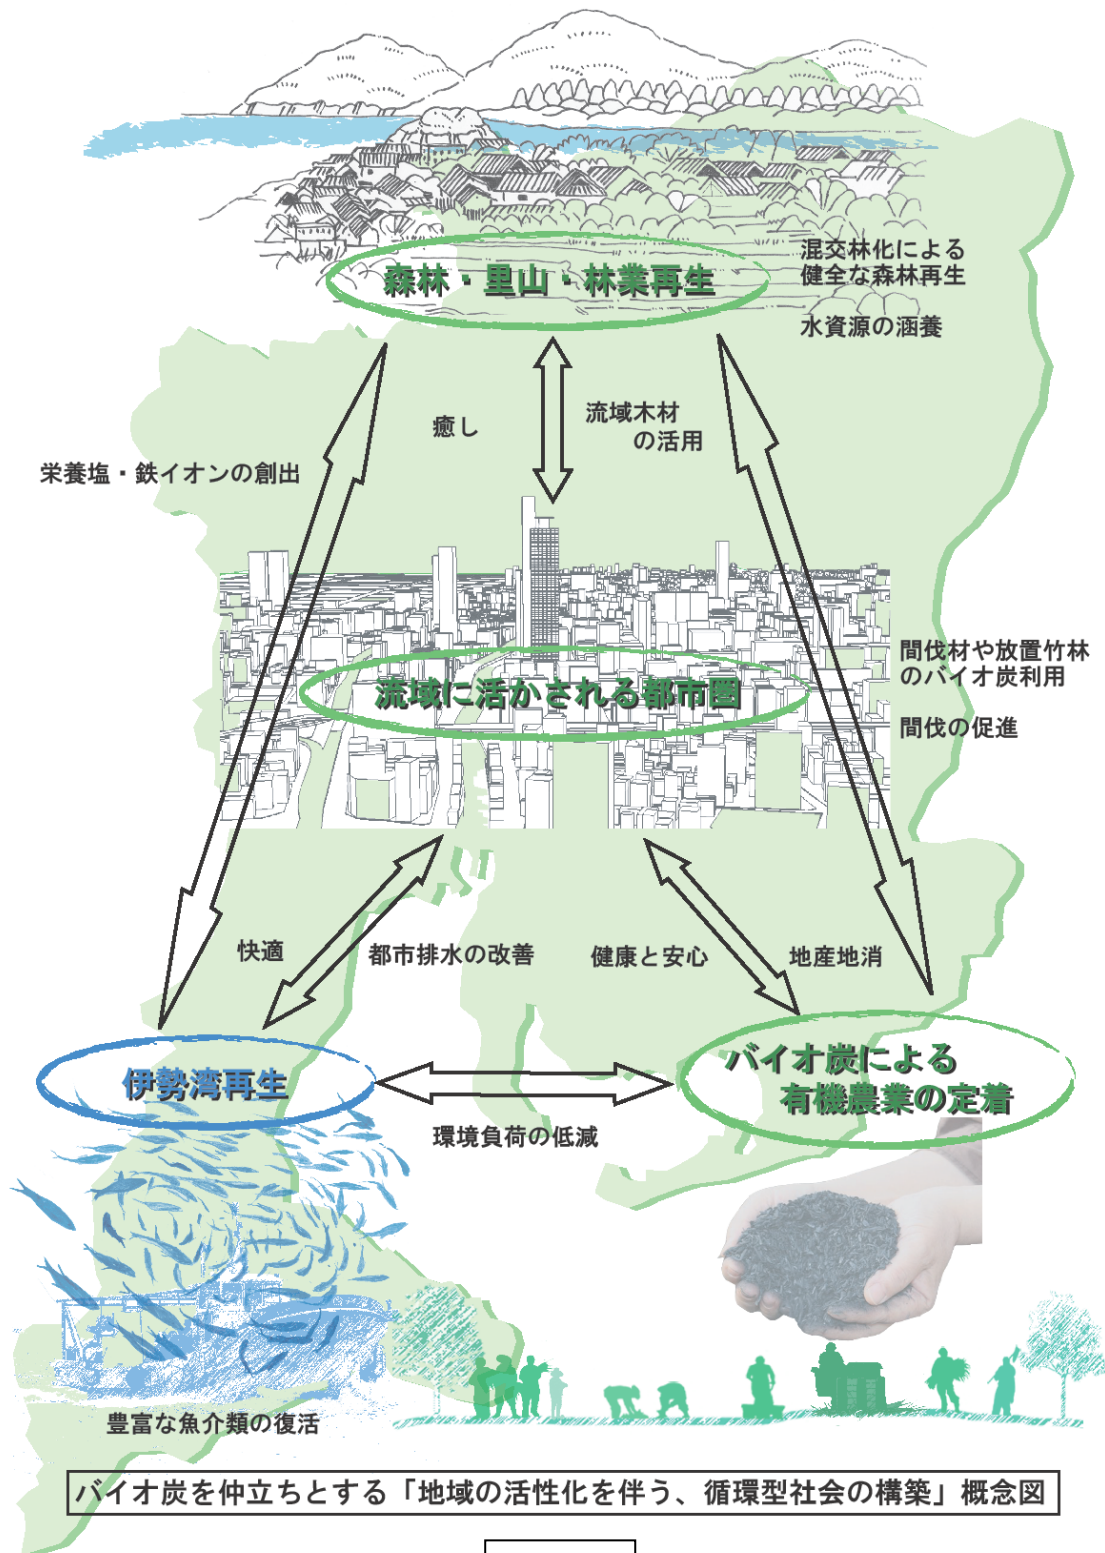 森林・里山・林業再生
混交林化による
健全な森林再生
水資源の涵養
癒し
流域木材
の活用
栄養塩・鉄イオンの創出
流域に活かされる都市圏
間伐材や放置竹林
のバイオ炭利用
間伐の促進
快適
都市排水の改善
健康と安心
地産地消
伊勢湾再生
バイオ炭による
有機農業の定着
環境負荷の低減
豊富な魚介類の復活
バイオ炭を仲立ちとする「地域の活性化を伴う、循環型社会の構築」概念図